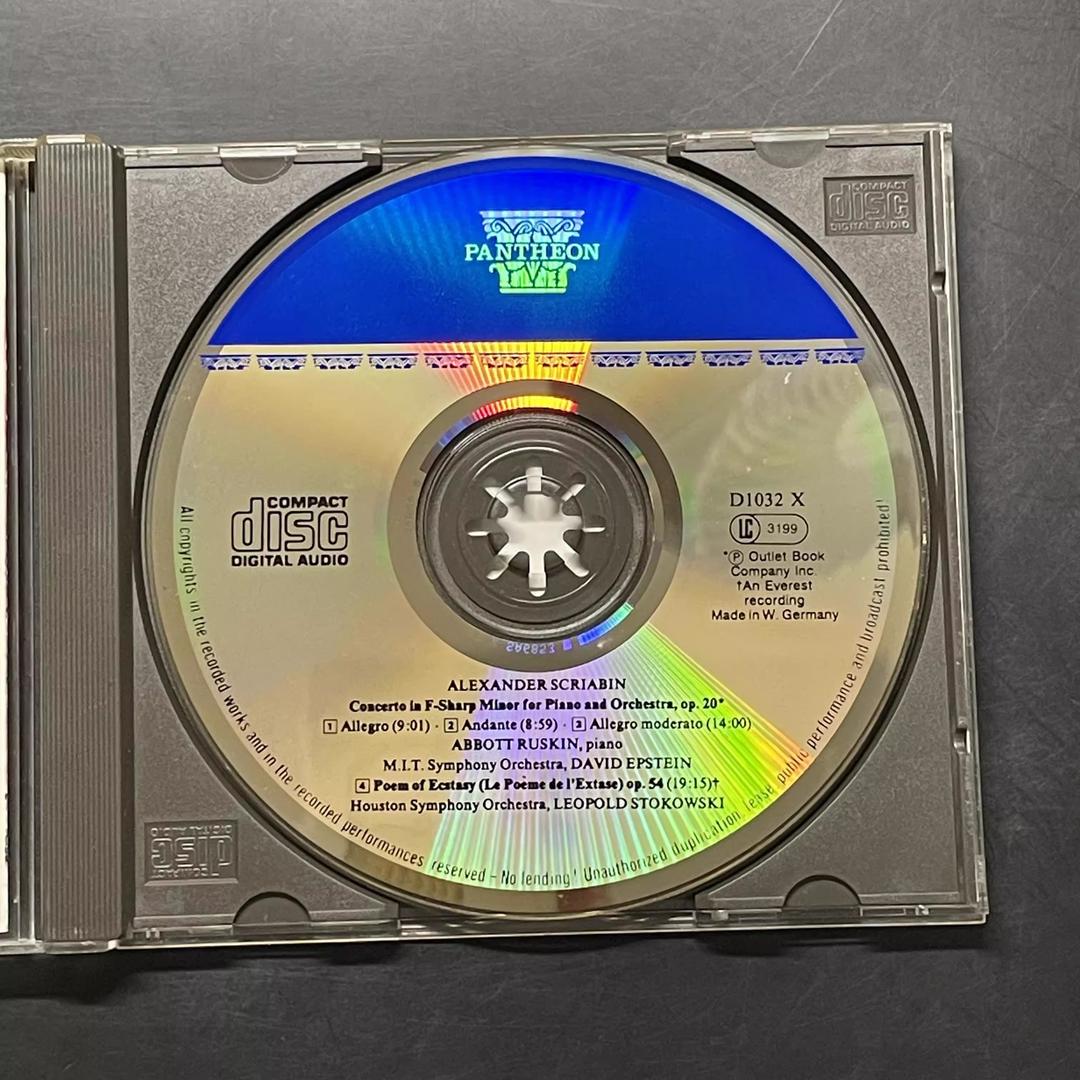 PANTHEON
COMPACT
disc
DIGITAL AUDIO
COMPACT
disc
DIGITAL AUDIO
D1032 X
LC 3199
*Ⓟ Outlet Book
Company Inc.
†An Everest
recording
Made in W. Germany
ALEXANDER SCRIABIN
Concerto in F-Sharp Minor for Piano and Orchestra, op. 20*
1 Allegro (9:01) · 2 Andante (8:59) · 3 Allegro moderato (14:00)
ABBOTT RUSKIN, piano
M.I.T. Symphony Orchestra, DAVID EPSTEIN
4 Poem of Ecstasy (Le Poème de l'Extase) op. 54 (19:15)†
Houston Symphony Orchestra, LEOPOLD STOKOWSKI
All copyrights in the recorded works and in the recorded performances reserved – No lending! Unauthorized duplication, lease public performance and broadcast prohibited!
COMPACT
disc
DIGITAL AUDIO